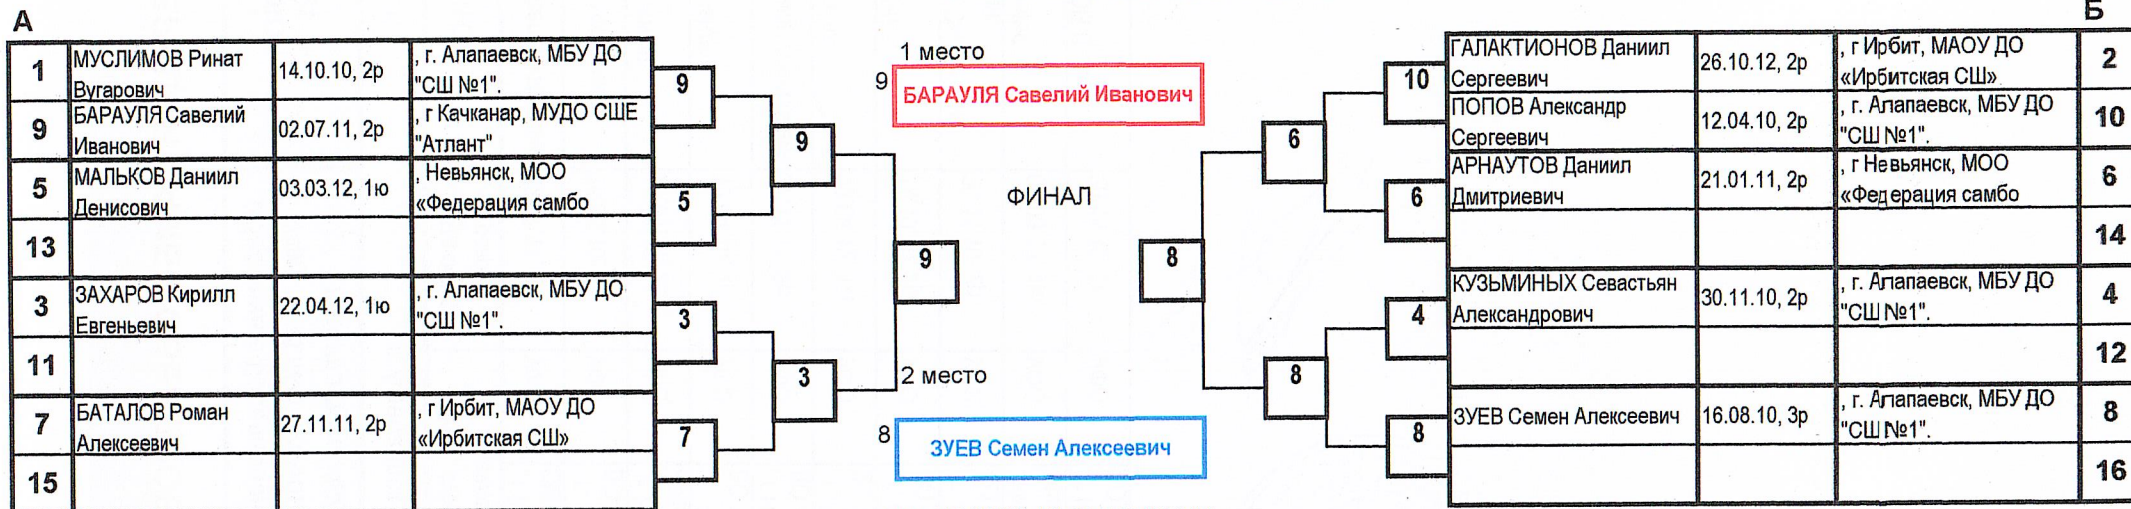 А
1
МУСЛИМОВ Ринат
Вугарович
14.10.10, 2р
, г. Алапаевск, МБУ ДО
"СШ №1".
9
БАРАУЛЯ Савелий
Иванович
02.07.11, 2р
, г Качканар, МУДО СШЕ
"Атлант"
5
МАЛЬКОВ Даниил
Денисович
03.03.12, 1ю
, Невьянск, МОО
«Федерация самбо
13
3
ЗАХАРОВ Кирилл
Евгеньевич
22.04.12, 1ю
, г. Алапаевск, МБУ ДО
"СШ №1".
11
7
БАТАЛОВ Роман
Алексеевич
27.11.11, 2р
, г Ирбит, МАОУ ДО
«Ирбитская СШ»
15
9
5
3
7
9
3
9
1 место
9
БАРАУЛЯ Савелий Иванович
ФИНАЛ
2 место
8
ЗУЕВ Семен Алексеевич
8
6
8
10
6
4
8
Б
ГАЛАКТИОНОВ Даниил
Сергеевич
26.10.12, 2р
, г Ирбит, МАОУ ДО
«Ирбитская СШ»
2
ПОПОВ Александр
Сергеевич
12.04.10, 2р
, г. Алапаевск, МБУ ДО
"СШ №1".
10
АРНАУТОВ Даниил
Дмитриевич
21.01.11, 2р
, г Невьянск, МОО
«Федерация самбо
6
14
КУЗЬМИНЫХ Севастьян
Александрович
30.11.10, 2р
, г. Алапаевск, МБУ ДО
"СШ №1".
4
12
ЗУЕВ Семен Алексеевич
16.08.10, 3р
, г. Алапаевск, МБУ ДО
"СШ №1".
8
16